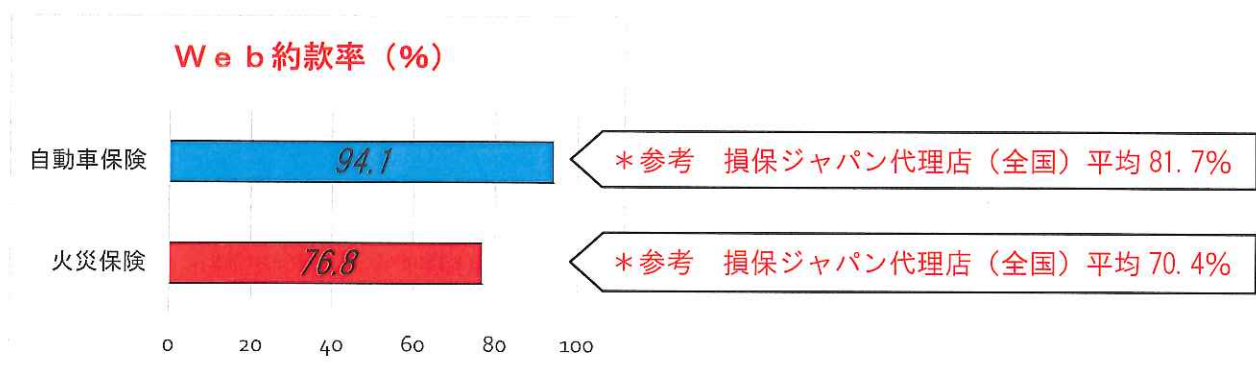 Ｗｅｂ約款率（%）
自動車保険
94.1
＊参考　損保ジャパン代理店（全国）平均 81.7%
火災保険
76.8
＊参考　損保ジャパン代理店（全国）平均 70.4%
0 20 40 60 80 100